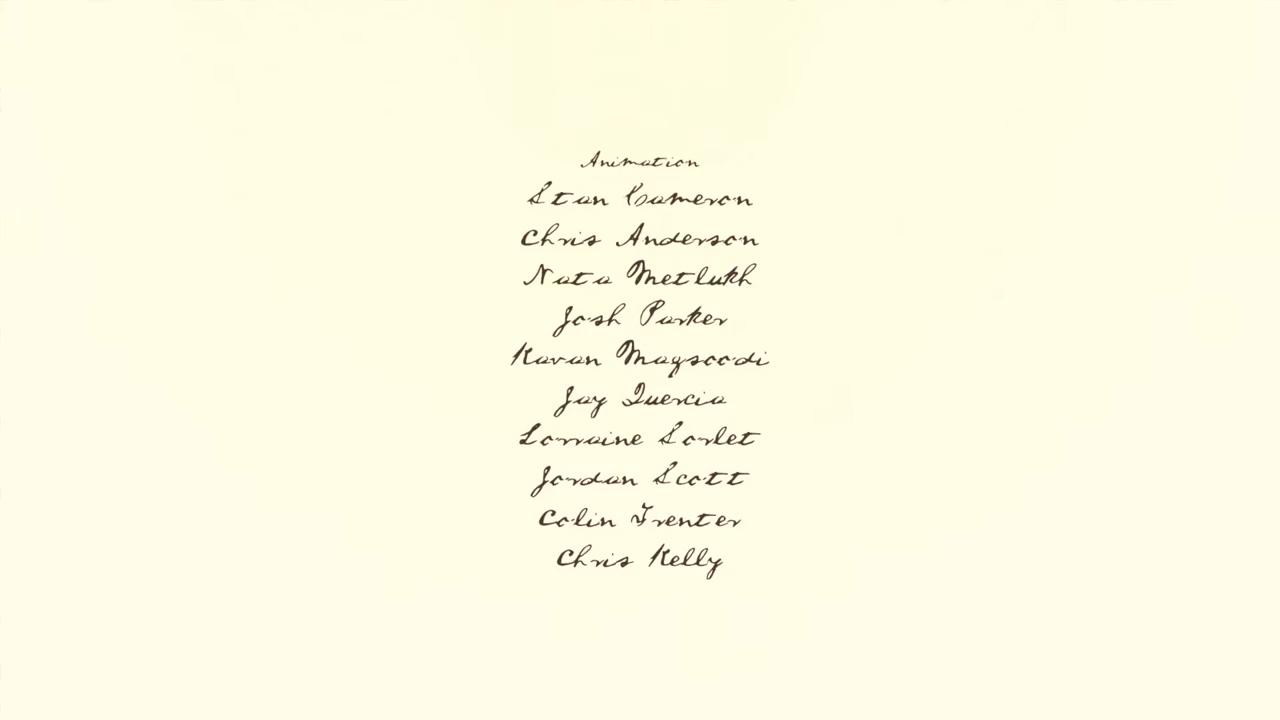 Animation
Stan Cameron
Chris Anderson
Nata Metlukh
Josh Parker
Kavan Magsoodi
Jay Quercia
Lorraine Sorlet
Jordan Scott
Colin Trenter
Chris Kelly